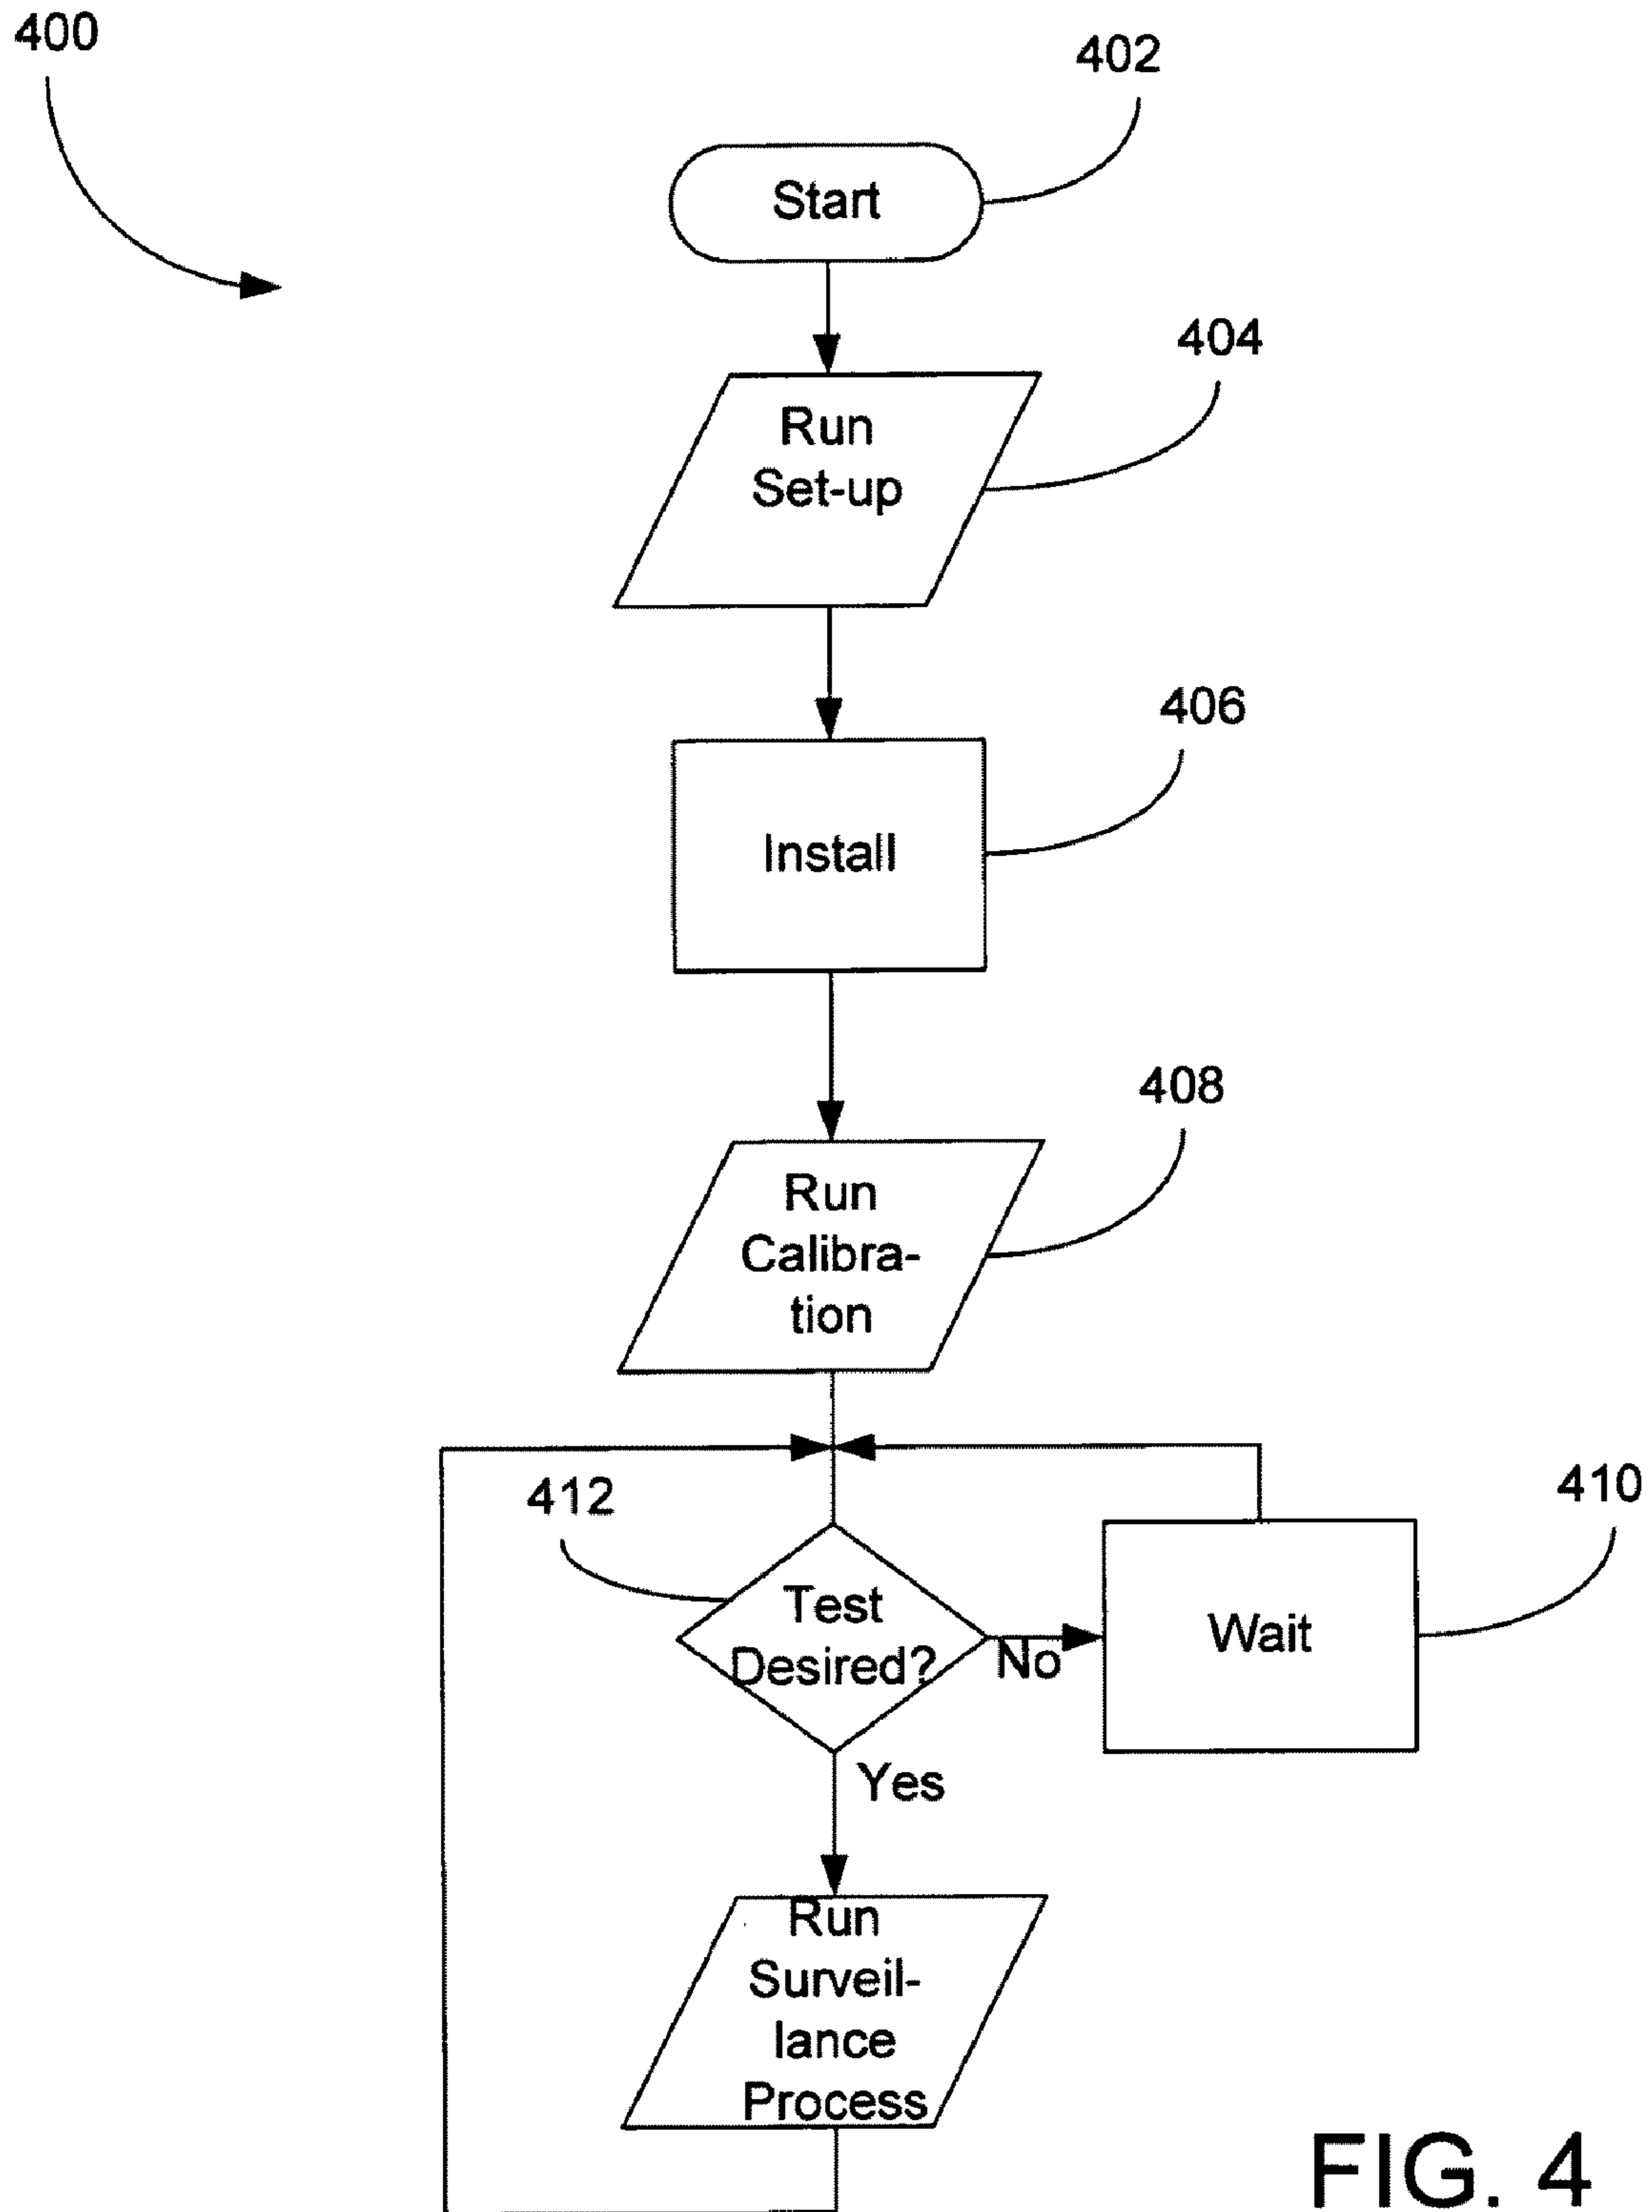 400
402
Start
404
Run
Set-up
406
Install
408
Run
Calibra-
tion
412
410
Test
Desired?
No
Wait
Yes
Run
Surveil-
lance
Process
FIG. 4